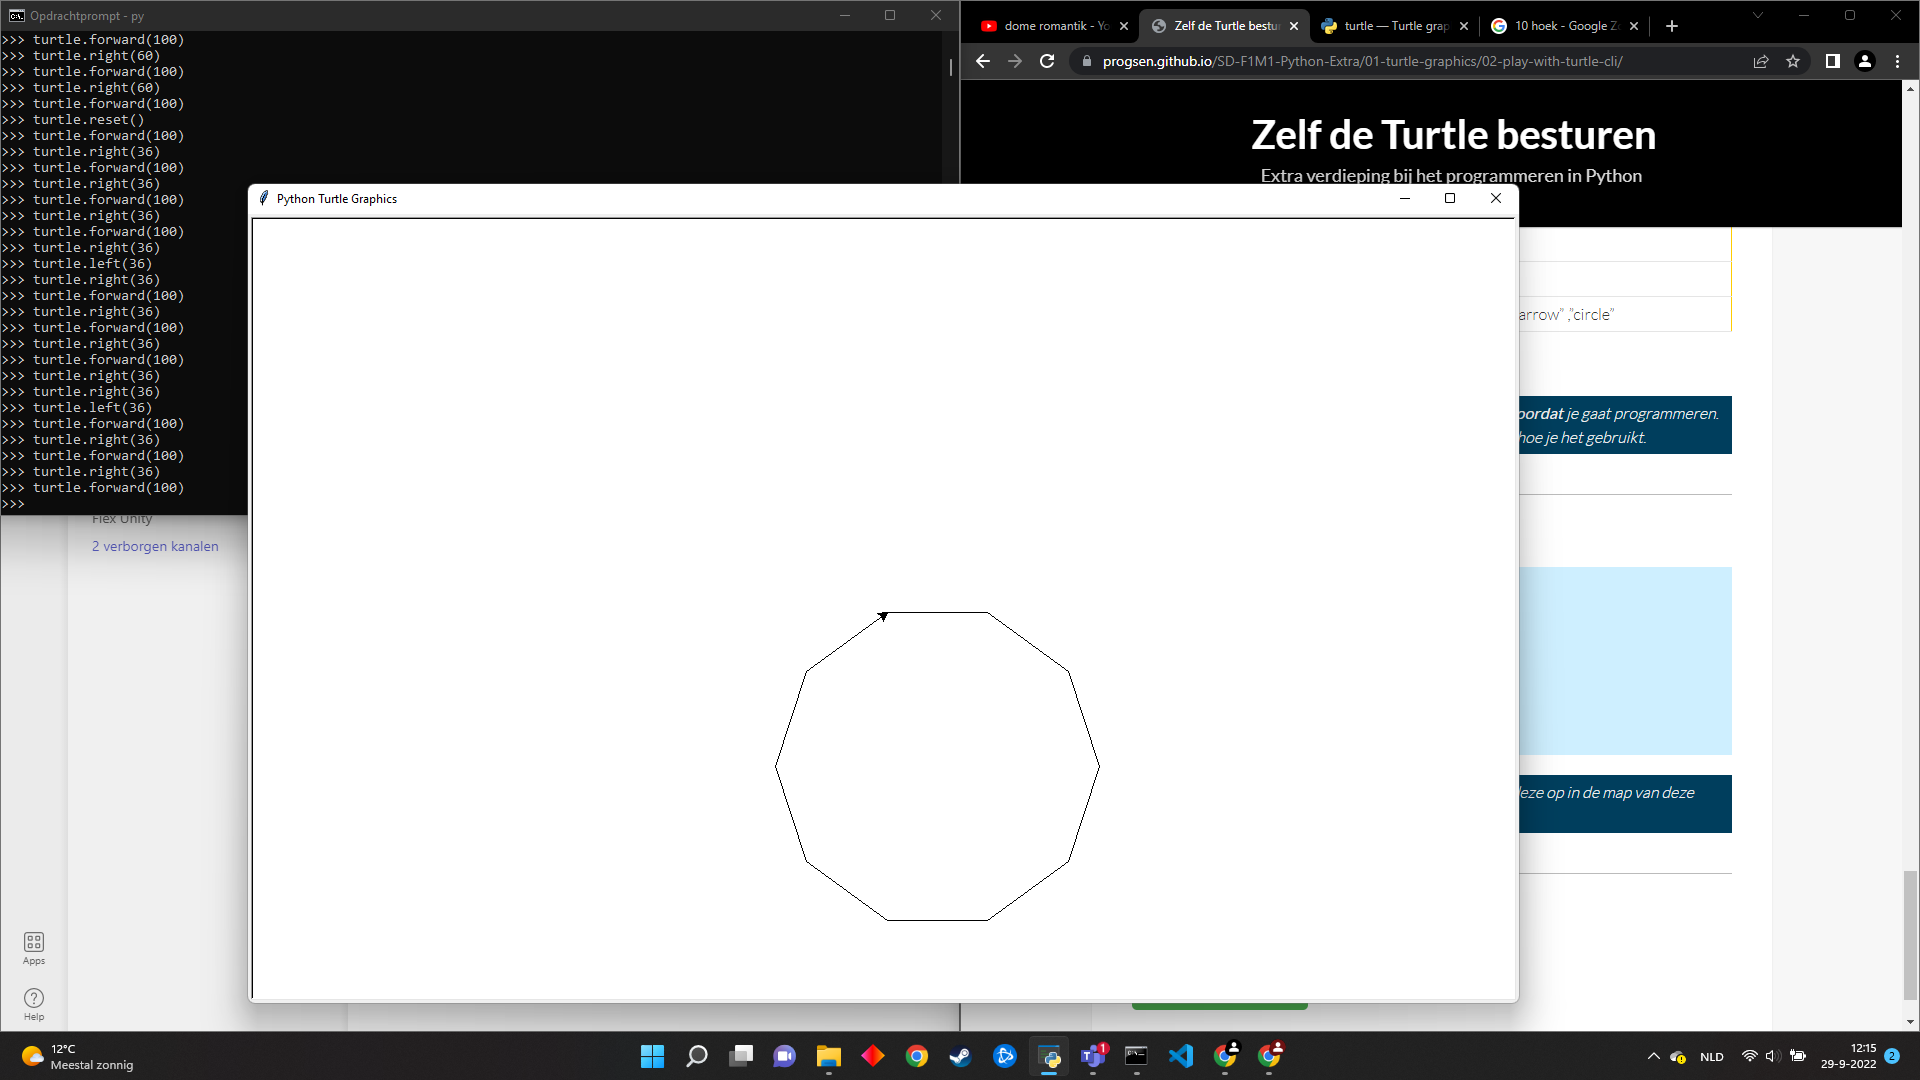 Opdrachtprompt - py
>>> turtle.forward(100)
>>> turtle.right(60)
>>> turtle.forward(100)
>>> turtle.right(60)
>>> turtle.forward(100)
>>> turtle.reset()
>>> turtle.forward(100)
>>> turtle.right(36)
>>> turtle.forward(100)
>>> turtle.right(36)
>>> turtle.forward(100)
>>> turtle.right(36)
>>> turtle.forward(100)
>>> turtle.right(36)
>>> turtle.left(36)
>>> turtle.right(36)
>>> turtle.forward(100)
>>> turtle.right(36)
>>> turtle.forward(100)
>>> turtle.right(36)
>>> turtle.forward(100)
>>> turtle.right(36)
>>> turtle.right(36)
>>> turtle.left(36)
>>> turtle.forward(100)
>>> turtle.right(36)
>>> turtle.forward(100)
>>> turtle.right(36)
>>> turtle.forward(100)
>>>
Flex Unity
2 verborgen kanalen
Apps
Help
Python Turtle Graphics
dome romantik - Yo
Zelf de Turtle bestur
turtle — Turtle grap
10 hoek - Google Zo
progsen.github.io/SD-F1M1-Python-Extra/01-turtle-graphics/02-play-with-turtle-cli/
Zelf de Turtle besturen
Extra verdieping bij het programmeren in Python
arrow" ,"circle"
oordat je gaat programmeren.
hoe je het gebruikt.
deze op in de map van deze
12°C
Meestal zonnig
1
NLD
12:15
29-9-2022
2